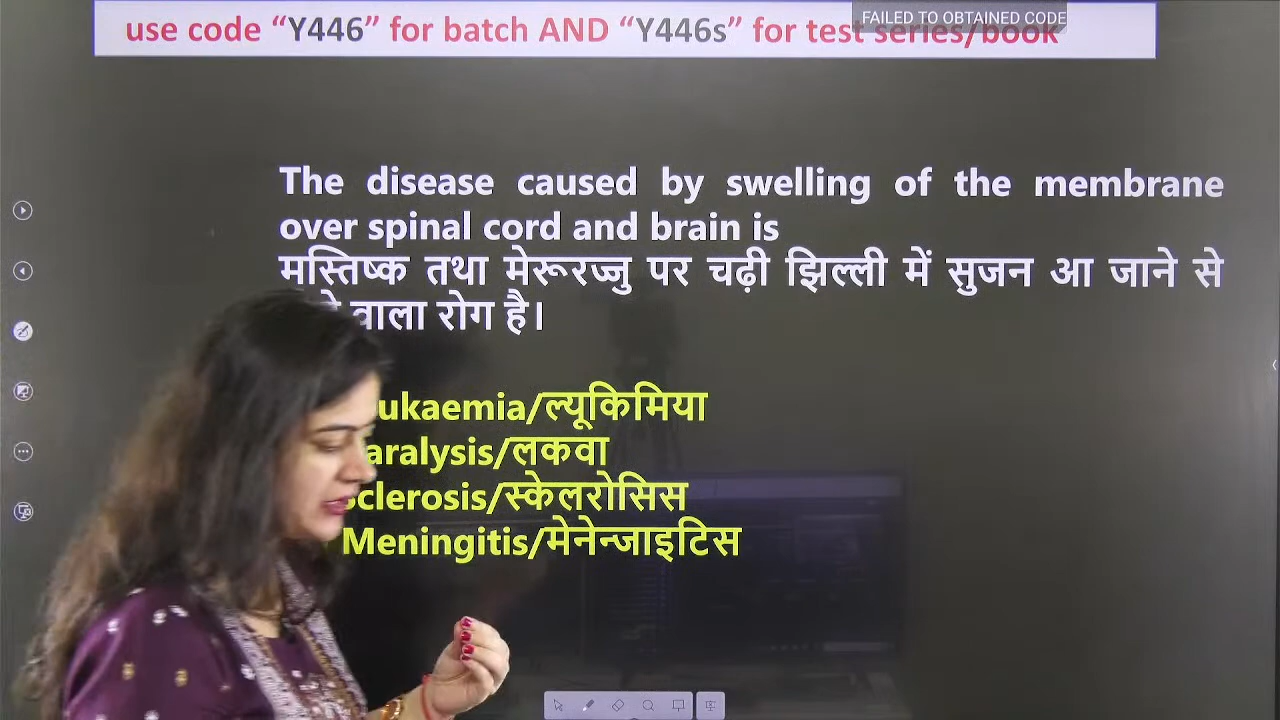 use code “Y446” for batch AND “Y446s” for test series/book
FAILED TO OBTAINED CODE
The disease caused by swelling of the membrane
over spinal cord and brain is
मस्तिष्क तथा मेरूरज्जु पर चढ़ी झिल्ली में सुजन आ जाने से
वाला रोग है।
ukaemia/ल्यूकिमिया
aralysis/लकवा
clerosis/स्केलरोसिस
Meningitis/मेनेन्जाइटिस